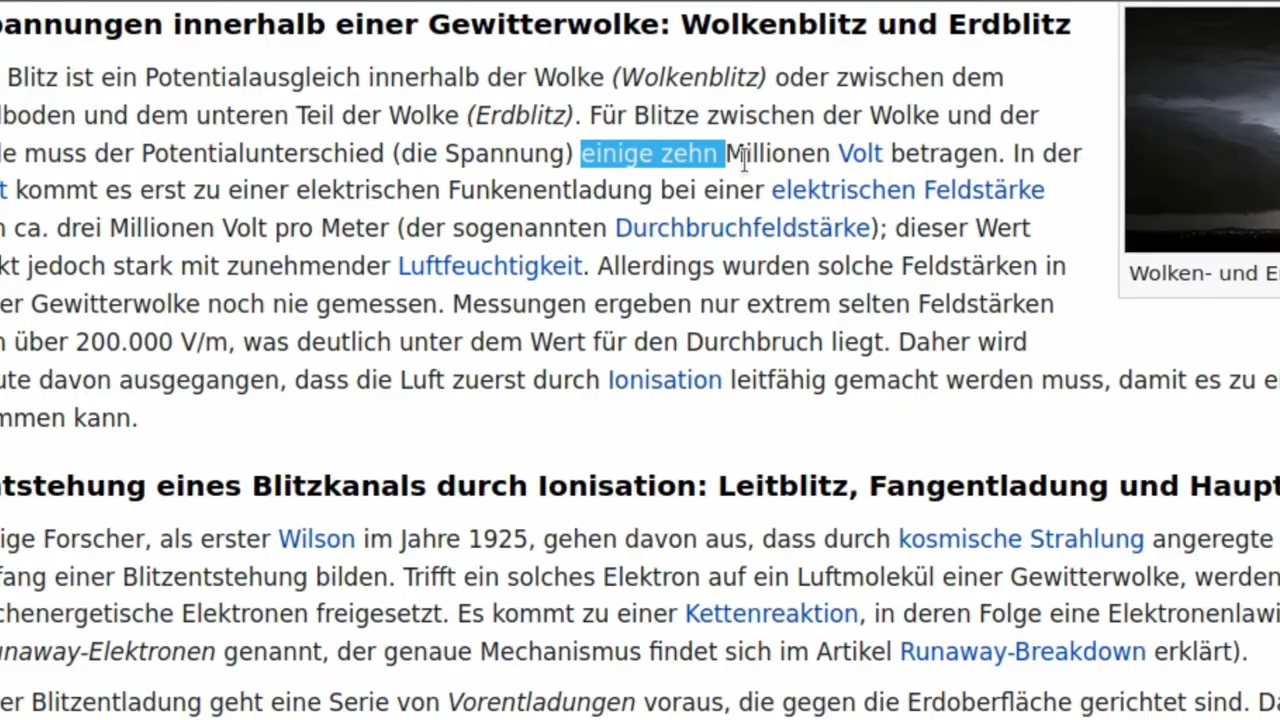 pannungen innerhalb einer Gewitterwolke: Wolkenblitz und Erdblitz
Blitz ist ein Potentialausgleich innerhalb der Wolke (Wolkenblitz) oder zwischen dem
lboden und dem unteren Teil der Wolke (Erdblitz). Für Blitze zwischen der Wolke und der
le muss der Potentialunterschied (die Spannung) einige zehn Millionen Volt betragen. In der
t kommt es erst zu einer elektrischen Funkenentladung bei einer elektrischen Feldstärke
n ca. drei Millionen Volt pro Meter (der sogenannten Durchbruchfeldstärke); dieser Wert
kt jedoch stark mit zunehmender Luftfeuchtigkeit. Allerdings wurden solche Feldstärken in
er Gewitterwolke noch nie gemessen. Messungen ergeben nur extrem selten Feldstärken
n über 200.000 V/m, was deutlich unter dem Wert für den Durchbruch liegt. Daher wird
ute davon ausgegangen, dass die Luft zuerst durch Ionisation leitfähig gemacht werden muss, damit es zu ei
mmen kann.
Wolken- und E
ntstehung eines Blitzkanals durch Ionisation: Leitblitz, Fangentladung und Haupt
ige Forscher, als erster Wilson im Jahre 1925, gehen davon aus, dass durch kosmische Strahlung angeregte
fang einer Blitzentstehung bilden. Trifft ein solches Elektron auf ein Luftmolekül einer Gewitterwolke, werden
chenergetische Elektronen freigesetzt. Es kommt zu einer Kettenreaktion, in deren Folge eine Elektronenlawi
unaway-Elektronen genannt, der genaue Mechanismus findet sich im Artikel Runaway-Breakdown erklärt).
er Blitzentladung geht eine Serie von Vorentladungen voraus, die gegen die Erdoberfläche gerichtet sind. Da